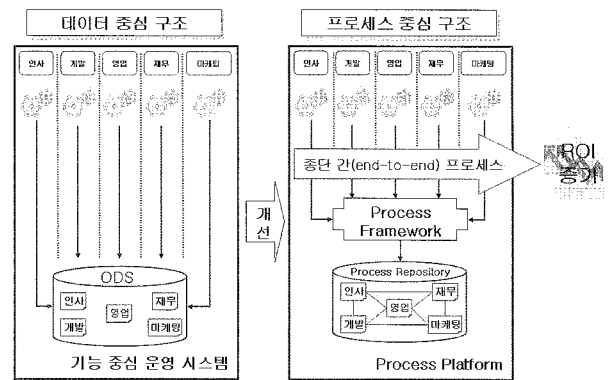 데이터 중심 구조
인사
개발
영업
재무
마케팅
ODS
인사
재무
영업
개발
마케팅
기능 중심 운영 시스템
개
선
프로세스 중심 구조
인사
개발
영업
재무
마케팅
종단 간(end-to-end) 프로세스
ROI
증가
Process
Framework
Process Repository
인사
재무
영업
개발
마케팅
Process Platform